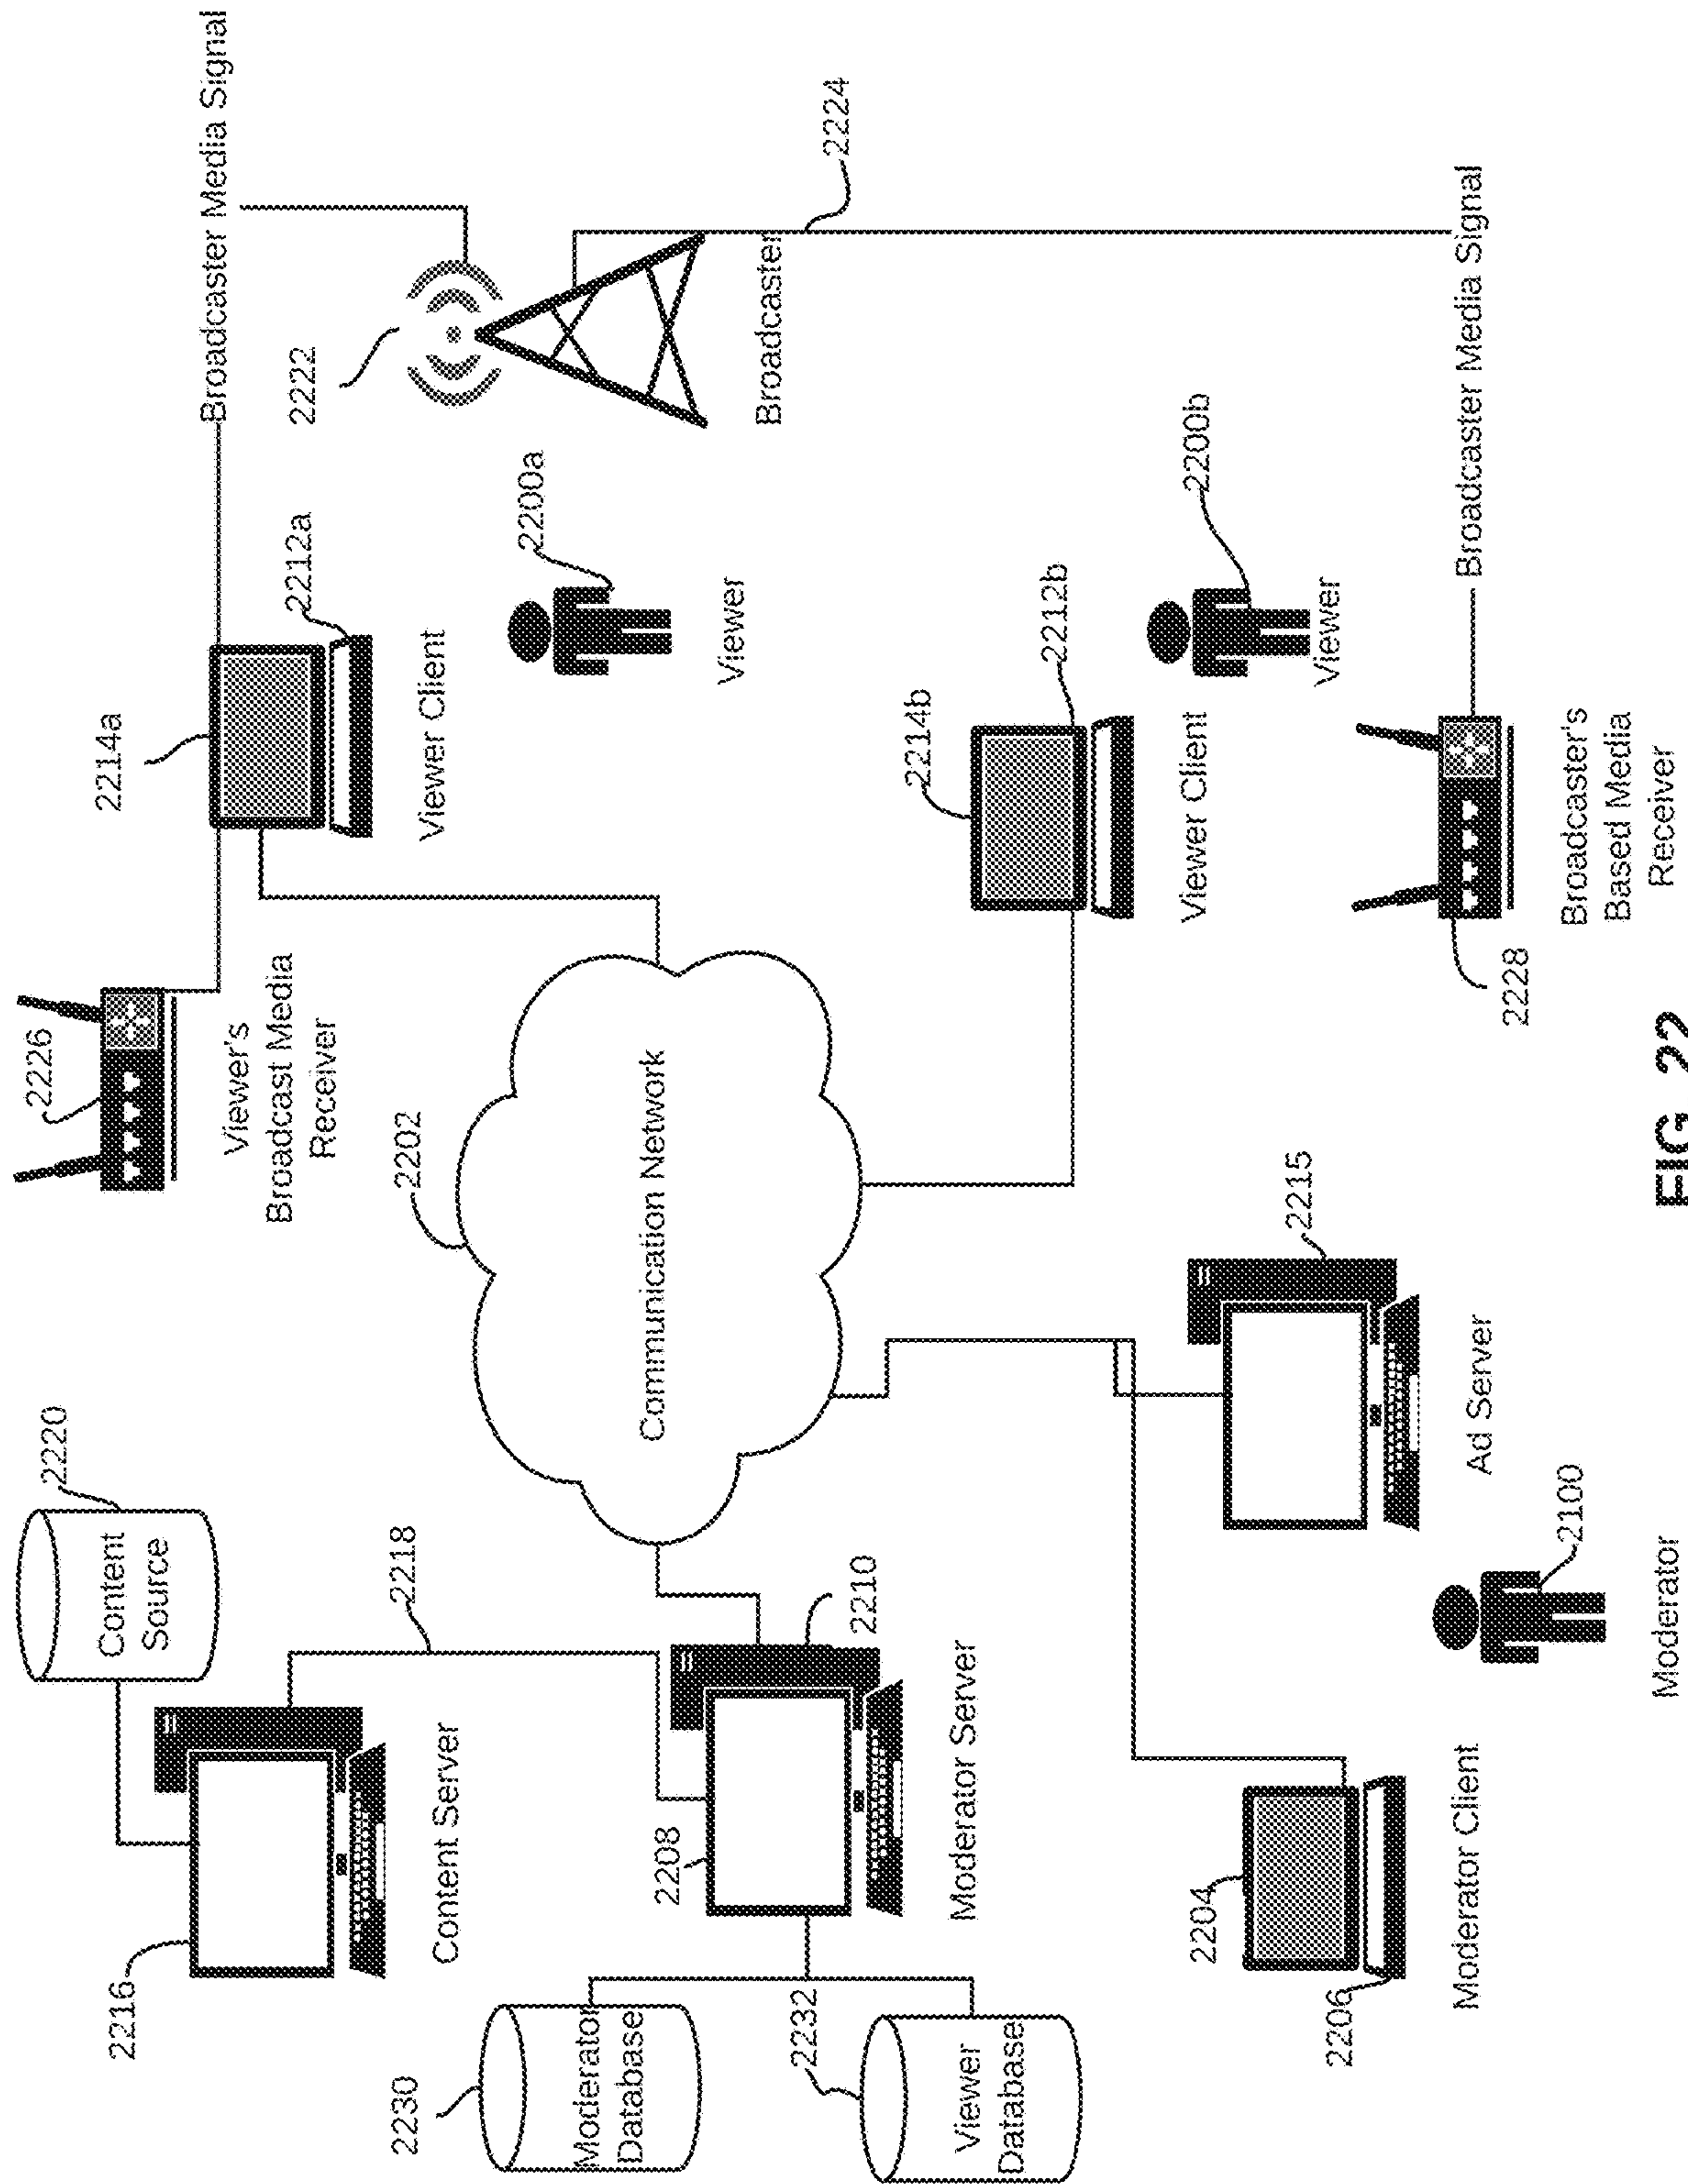 2216
Content Server
Content
Source
2220
2218
2230
Moderator
Database
2232
Viewer
Database
2208
2210
Moderator Server
2204
2206
Moderator Client
2100
Moderator
2215
Ad Server
2202
Communication Network
2226
Viewer's
Broadcast Media
Receiver
2214a
2212a
Viewer Client
2200a
Viewer
2214b
2212b
Viewer Client
2200b
Viewer
2228
Broadcaster's
Based Media
Receiver
Broadcaster Media Signal
2222
Broadcaster
2224
Broadcaster Media Signal
FIG. 22